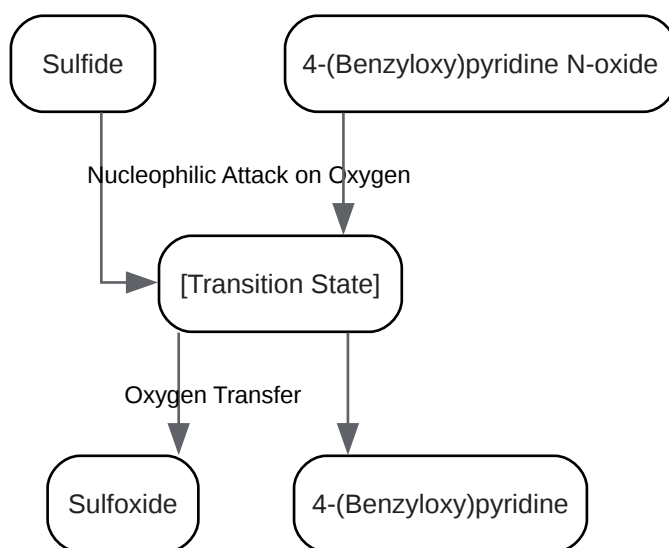 Sulfide
4-(Benzyloxy)pyridine N-oxide
Nucleophilic Attack on Oxygen
[Transition State]
Oxygen Transfer
Sulfoxide
4-(Benzyloxy)pyridine